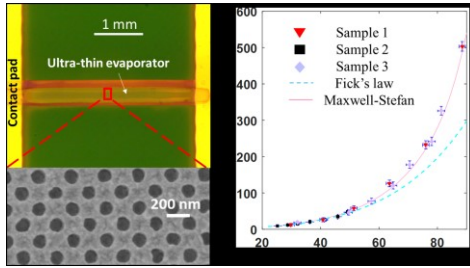 1 mm
Ultra-thin evaporator
Contact pad
200 nm
Sample 1
Sample 2
Sample 3
Fick's law
Maxwell-Stefan
600
500
400
300
200
100
0
20 40 60 80